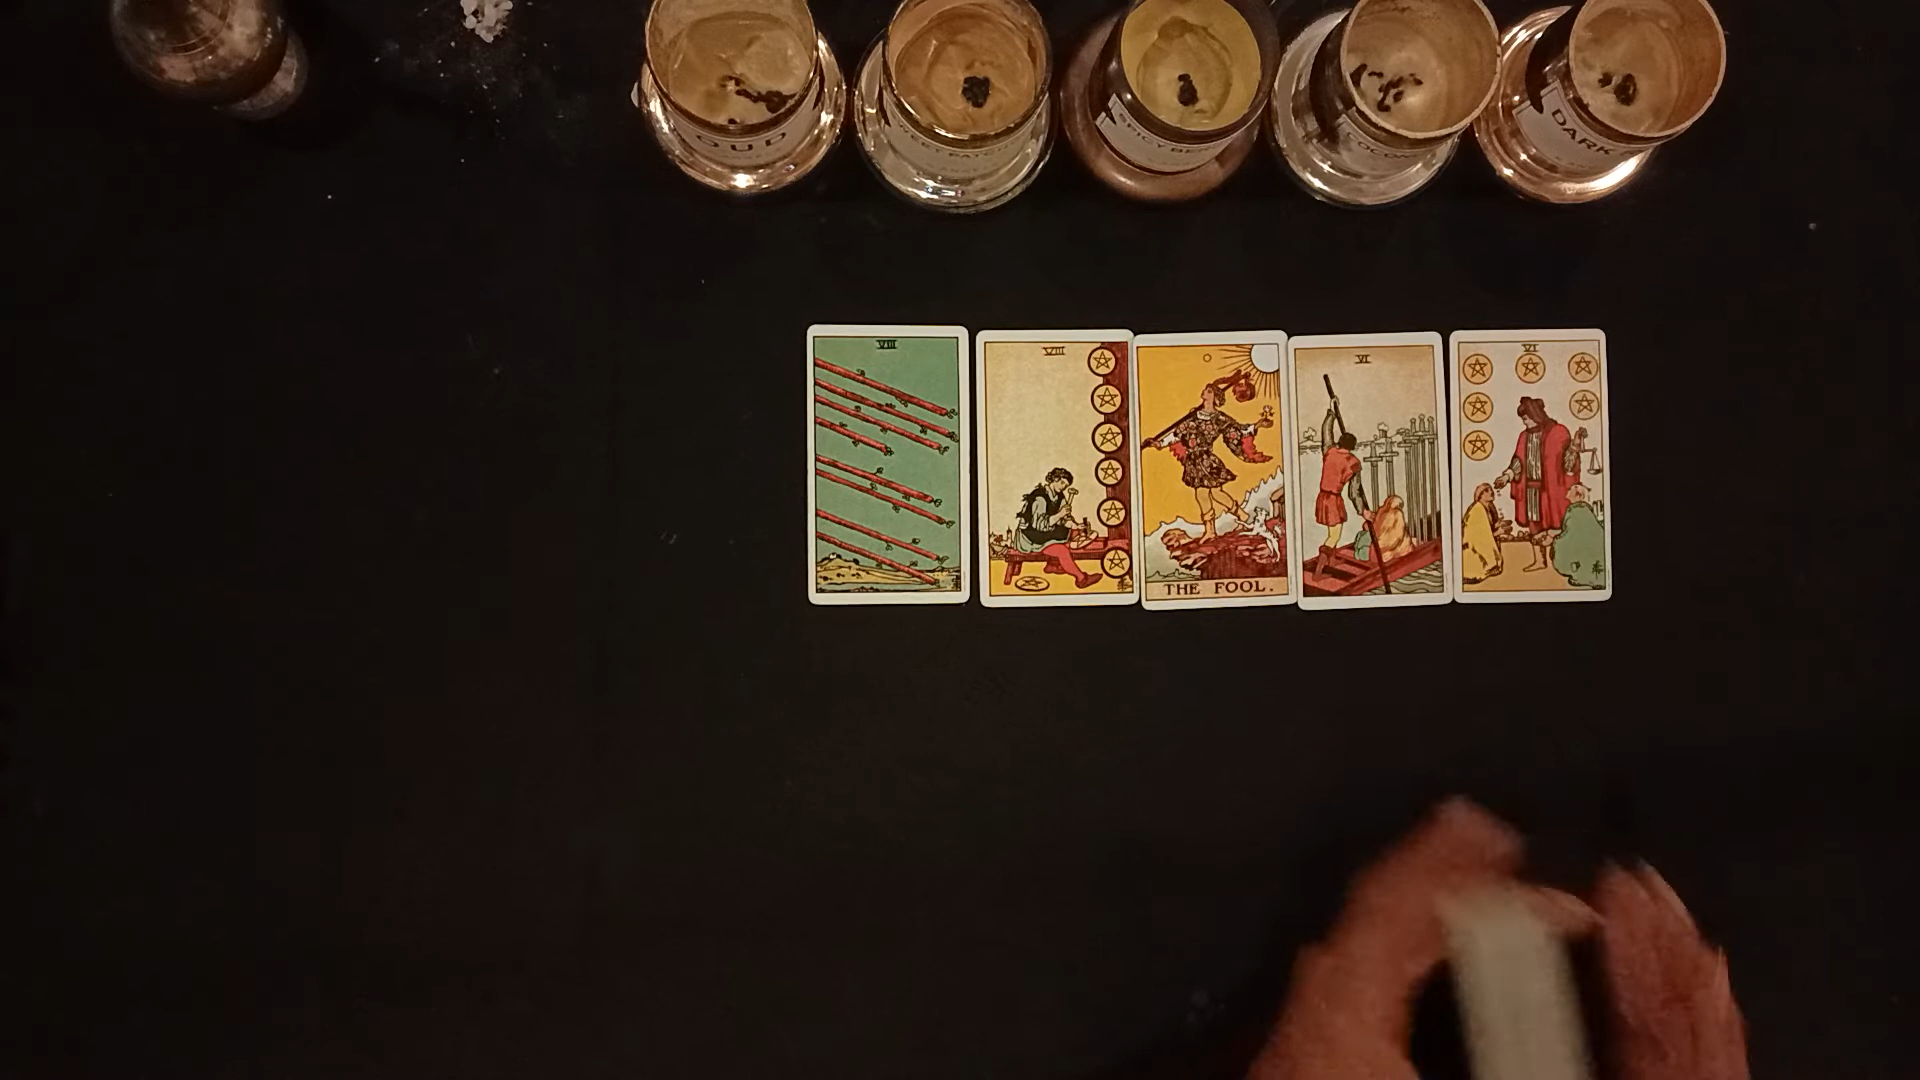 OUD
SPICY
DARK
VIII
VIII
VI
VI
THE FOOL.